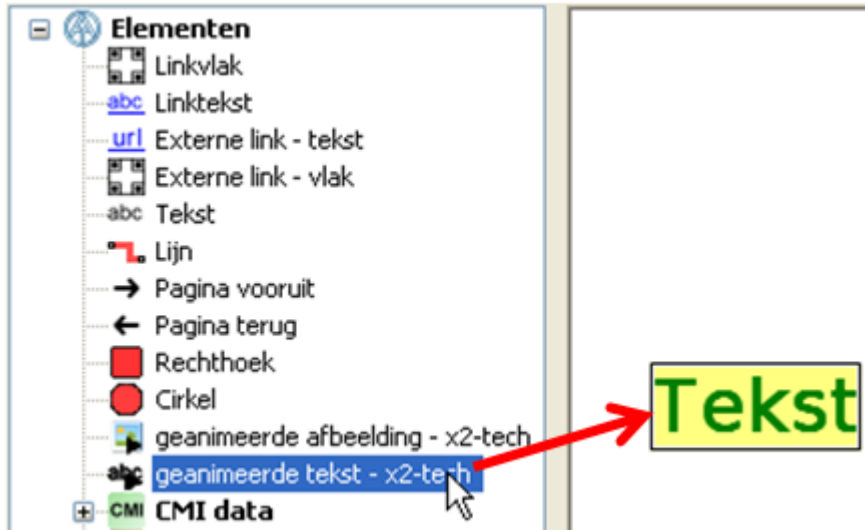 Elementen
Linkvlak
abc Linktekst
url Externe link - tekst
Externe link - vlak
abc Tekst
Lijn
Pagina vooruit
Pagina terug
Rechthoek
Cirkel
geanimeerde afbeelding - x2-tech
abc geanimeerde tekst - x2-tech
CMI CMI data
Tekst